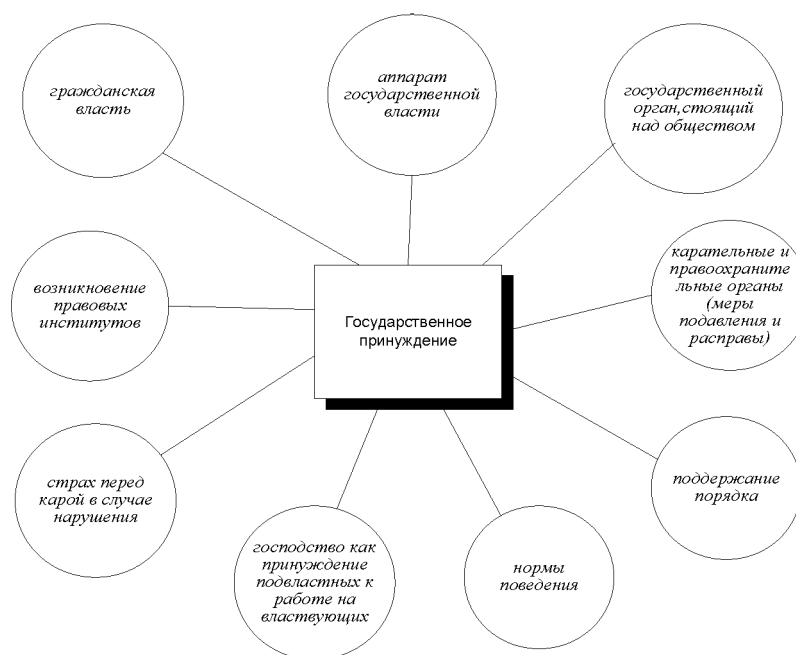 гражданская
власть
аппарат
государственной
власти
государственный
орган,стоящий
над обществом
возникновение
правовых
институтов
Государственное
принуждение
карательные и
правоохраните
льные органы
(меры
подавления и
расправы)
страх перед
карой в случае
нарушения
господство как
принуждение
подвластных к
работе на
властвующих
нормы
поведения
поддержание
порядка